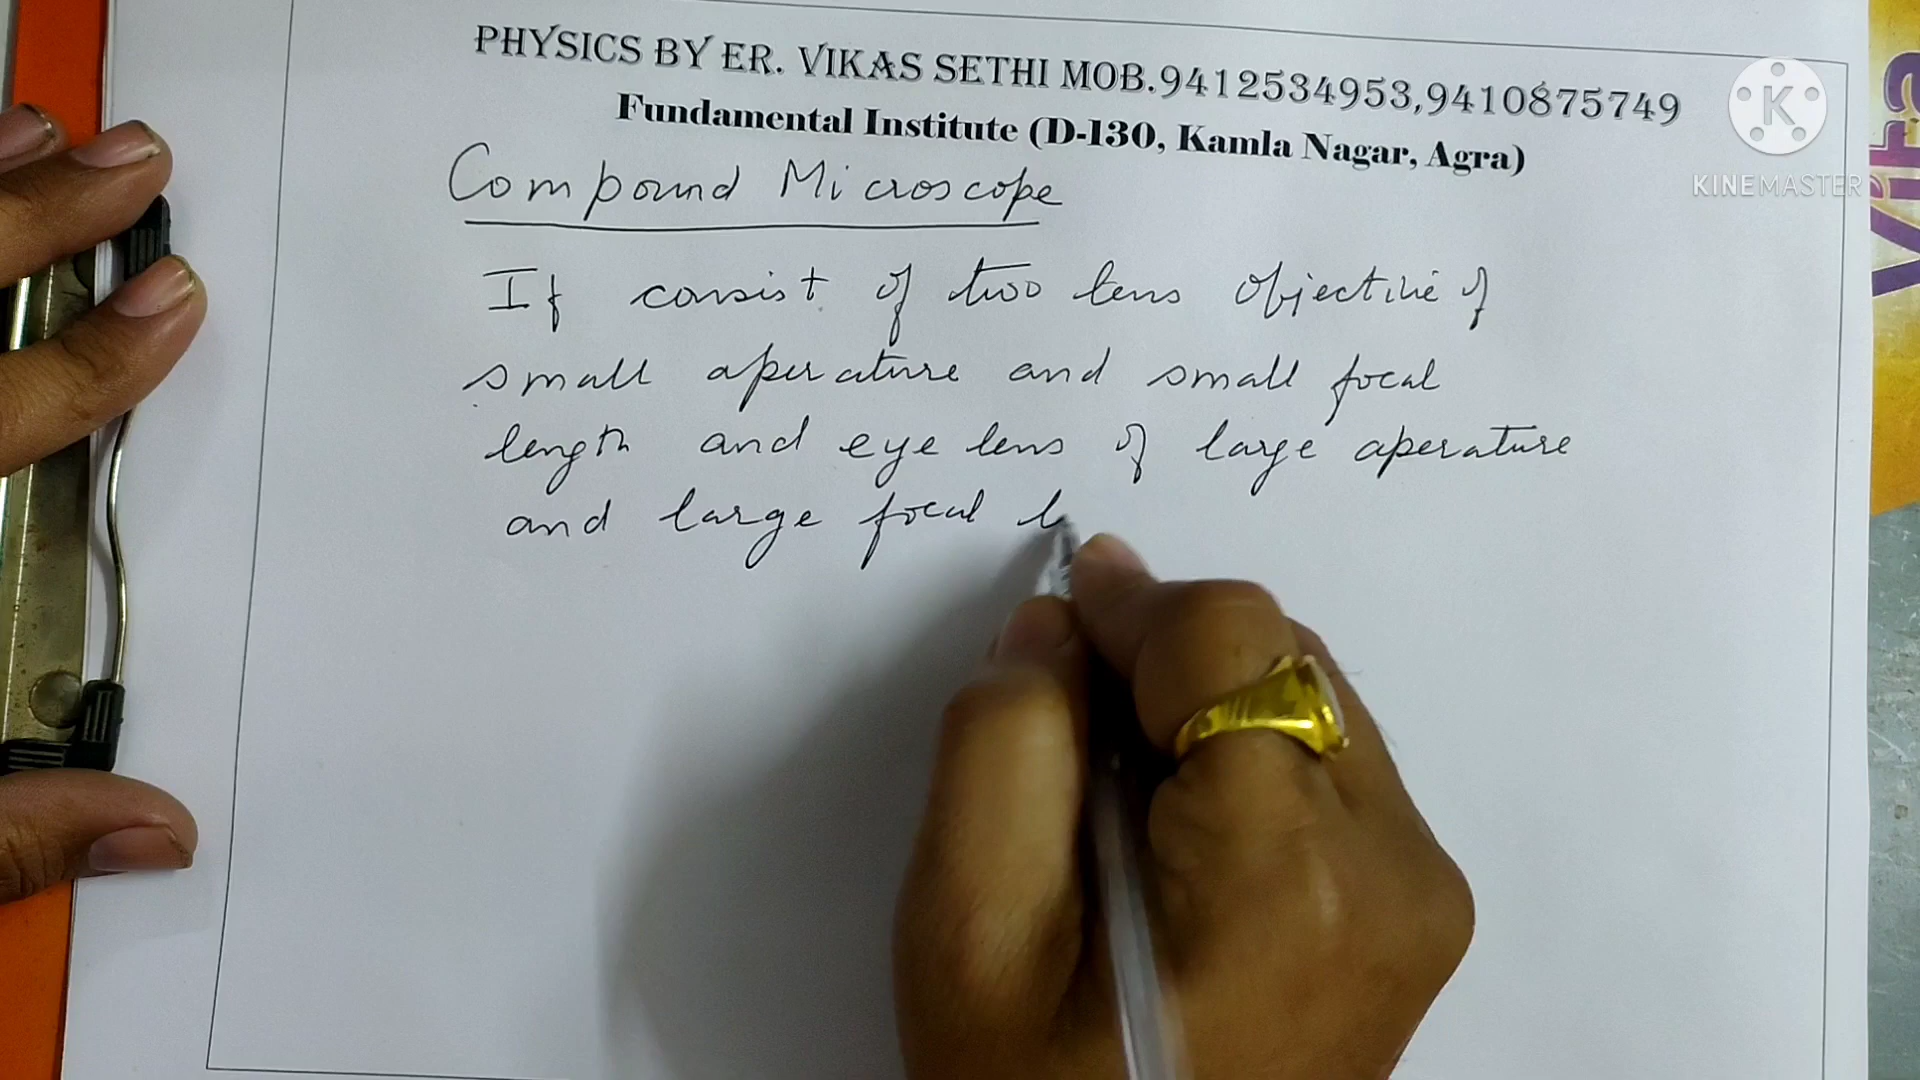 PHYSICS BY ER. VIKAS SETHI MOB.9412534953,9410875749
Fundamental Institute (D-130, Kamla Nagar, Agra)
K
KINEMASTER
Vita
Compound Microscope
It consist of two lens objective of
small aperature and small focal
length and eye lens of large aperature
and large focal l